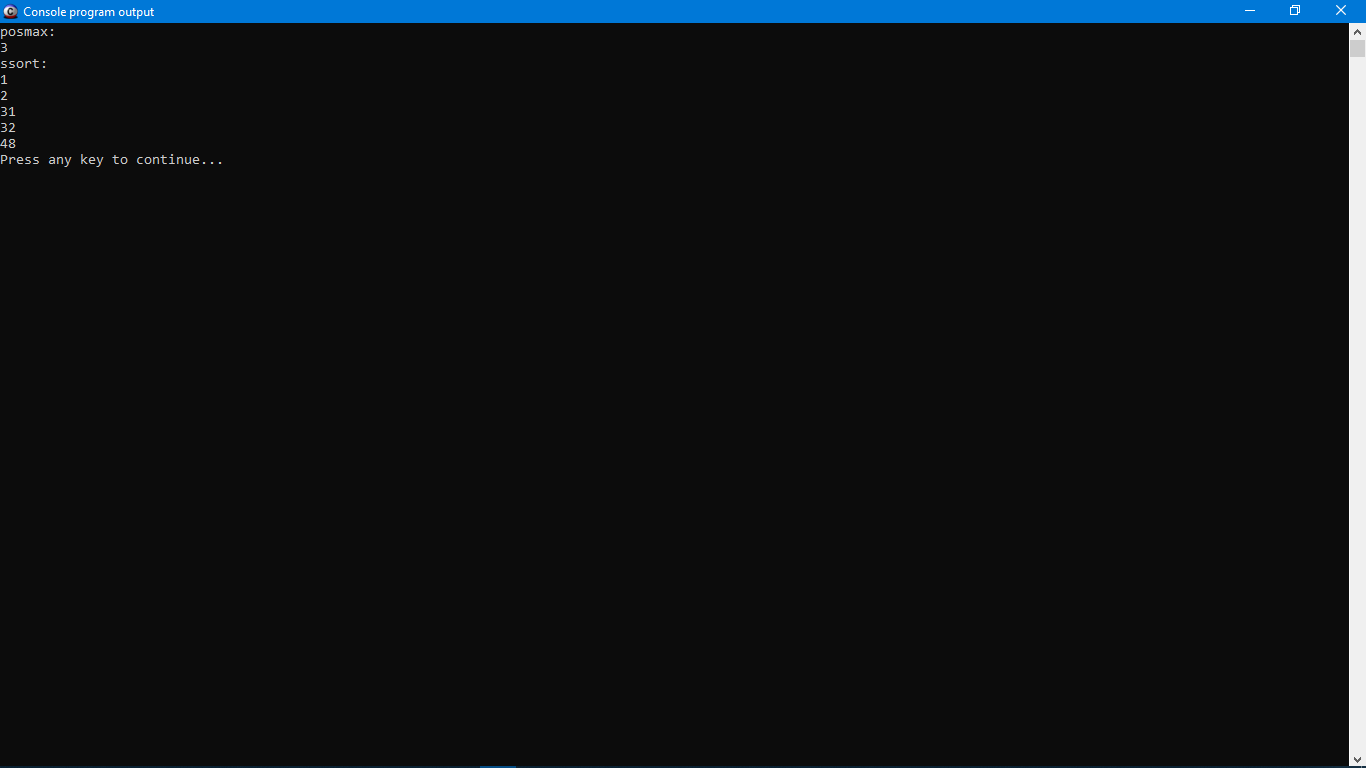 Console program output
posmax:
3
ssort:
1
2
31
32
48
Press any key to continue...